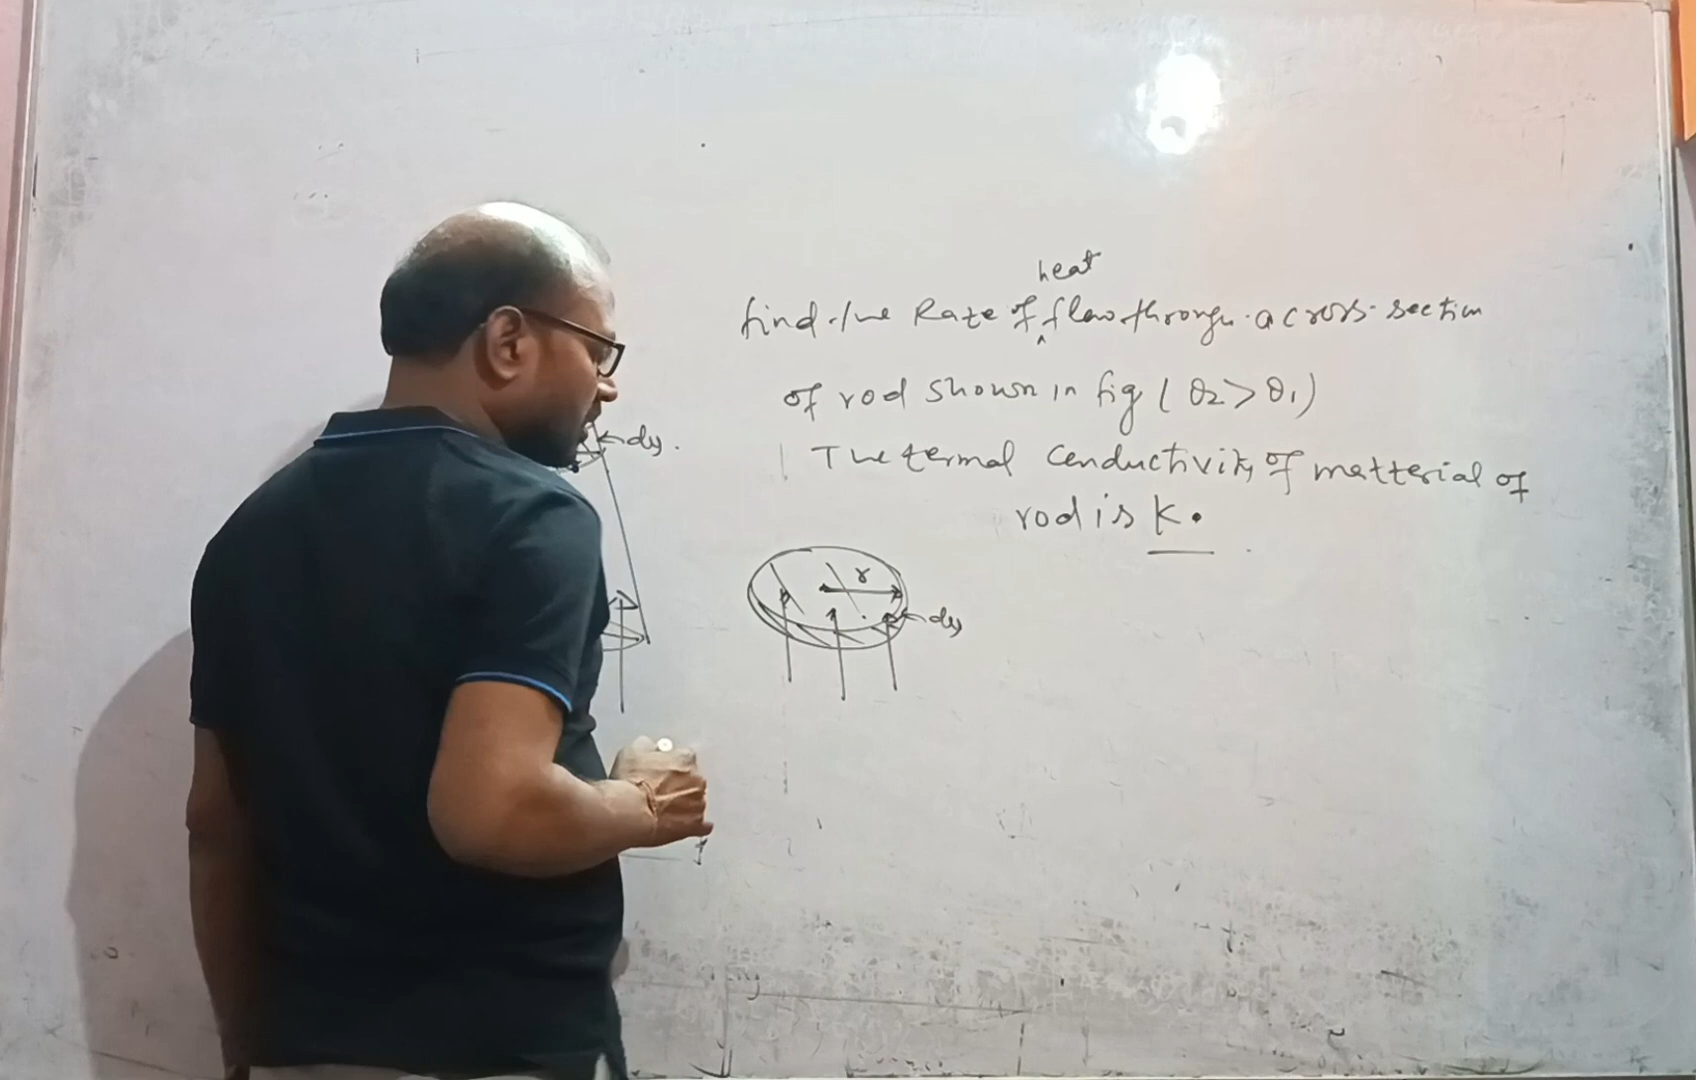 heat
find the Rate of ^ flow through a cross-section
of rod shown in fig ( θ2 > θ1 )
The termal conductivity of matterial of
rod is K.
dy.
r
dy